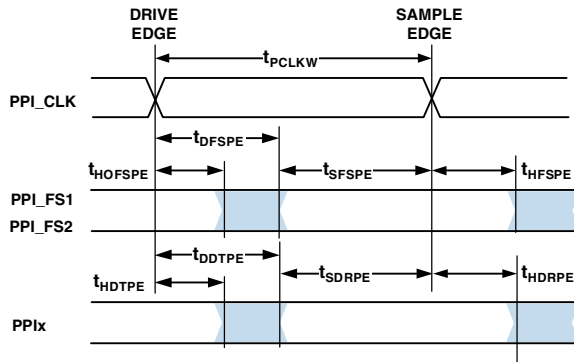 DRIVE
EDGE
SAMPLE
EDGE
tPCLKW
PPI_CLK
tDFSPE
tHOFSPE
tSFSPE
tHFSPE
PPI_FS1
PPI_FS2
tDDTPE
tHDTPE
tSDRPE
tHDRPE
PPIx